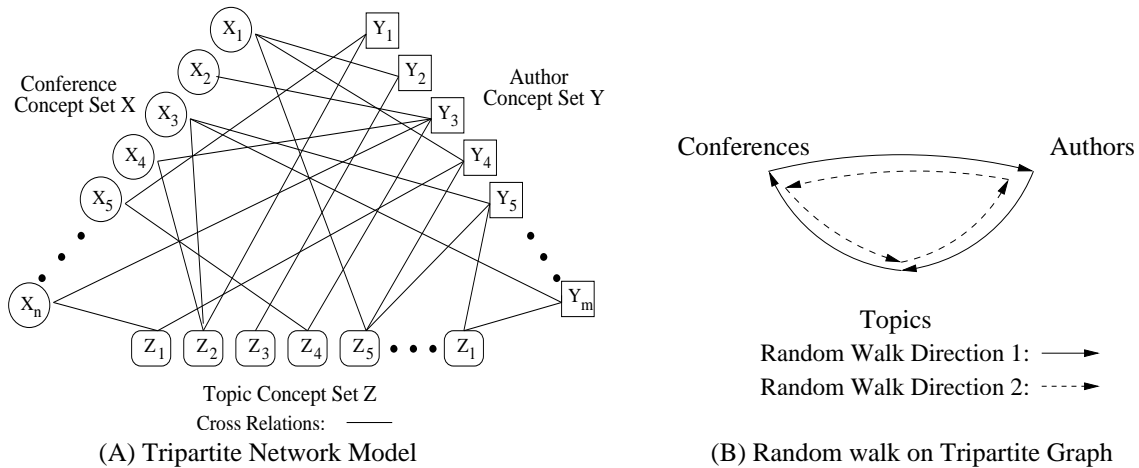 X1
Y1
X2
Y2
Conference
Concept Set X
Author
Concept Set Y
X3
Y3
X4
Y4
X5
Y5
Xn
Ym
Z1 Z2 Z3 Z4 Z5 Z1
Topic Concept Set Z
Cross Relations:
(A) Tripartite Network Model
Conferences
Authors
Topics
Random Walk Direction 1:
Random Walk Direction 2:
(B) Random walk on Tripartite Graph